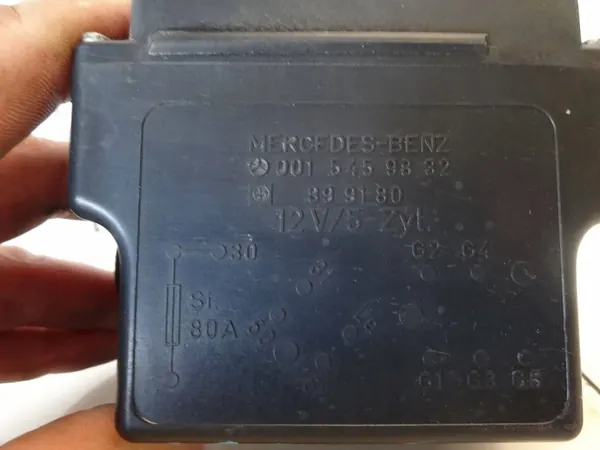 MERCEDES-BENZ
001 545 98 32
39 91 80
12V/5 Zyl.
30
G2 G4
Si.
80A
G1 G3 G5